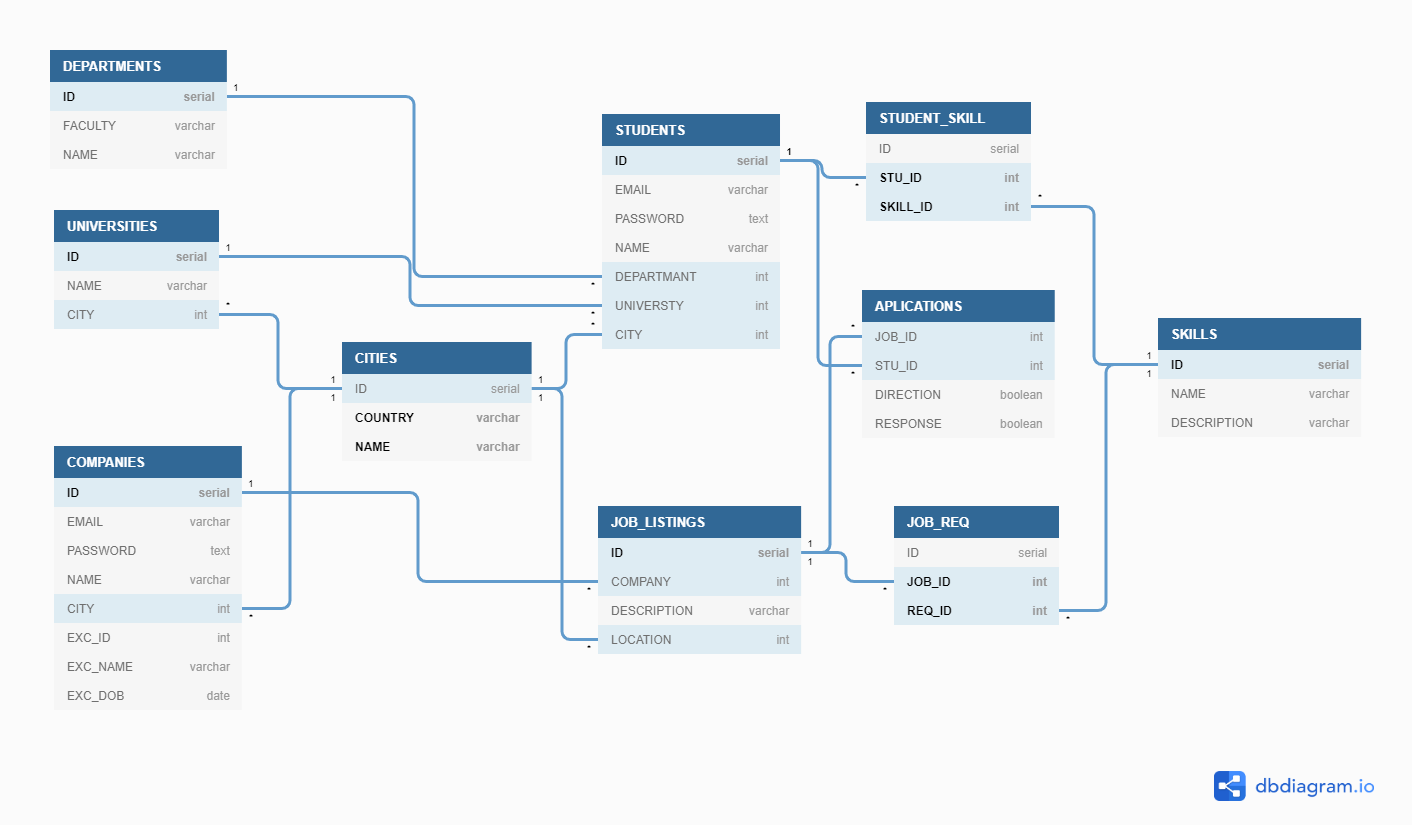 DEPARTMENTS
ID serial
FACULTY varchar
NAME varchar
UNIVERSITIES
ID serial
NAME varchar
CITY int
COMPANIES
ID serial
EMAIL varchar
PASSWORD text
NAME varchar
CITY int
EXC_ID int
EXC_NAME varchar
EXC_DOB date
CITIES
ID serial
COUNTRY varchar
NAME varchar
STUDENTS
ID serial
EMAIL varchar
PASSWORD text
NAME varchar
DEPARTMANT int
UNIVERSTY int
CITY int
JOB_LISTINGS
ID serial
COMPANY int
DESCRIPTION varchar
LOCATION int
STUDENT_SKILL
ID serial
STU_ID int
SKILL_ID int
APLICATIONS
JOB_ID int
STU_ID int
DIRECTION boolean
RESPONSE boolean
JOB_REQ
ID serial
JOB_ID int
REQ_ID int
SKILLS
ID serial
NAME varchar
DESCRIPTION varchar
1
*
1
*
*
1
1
*
1
*
1
*
1
*
1
*
*
1
*
1
1
*
*
1
dbdiagram.io